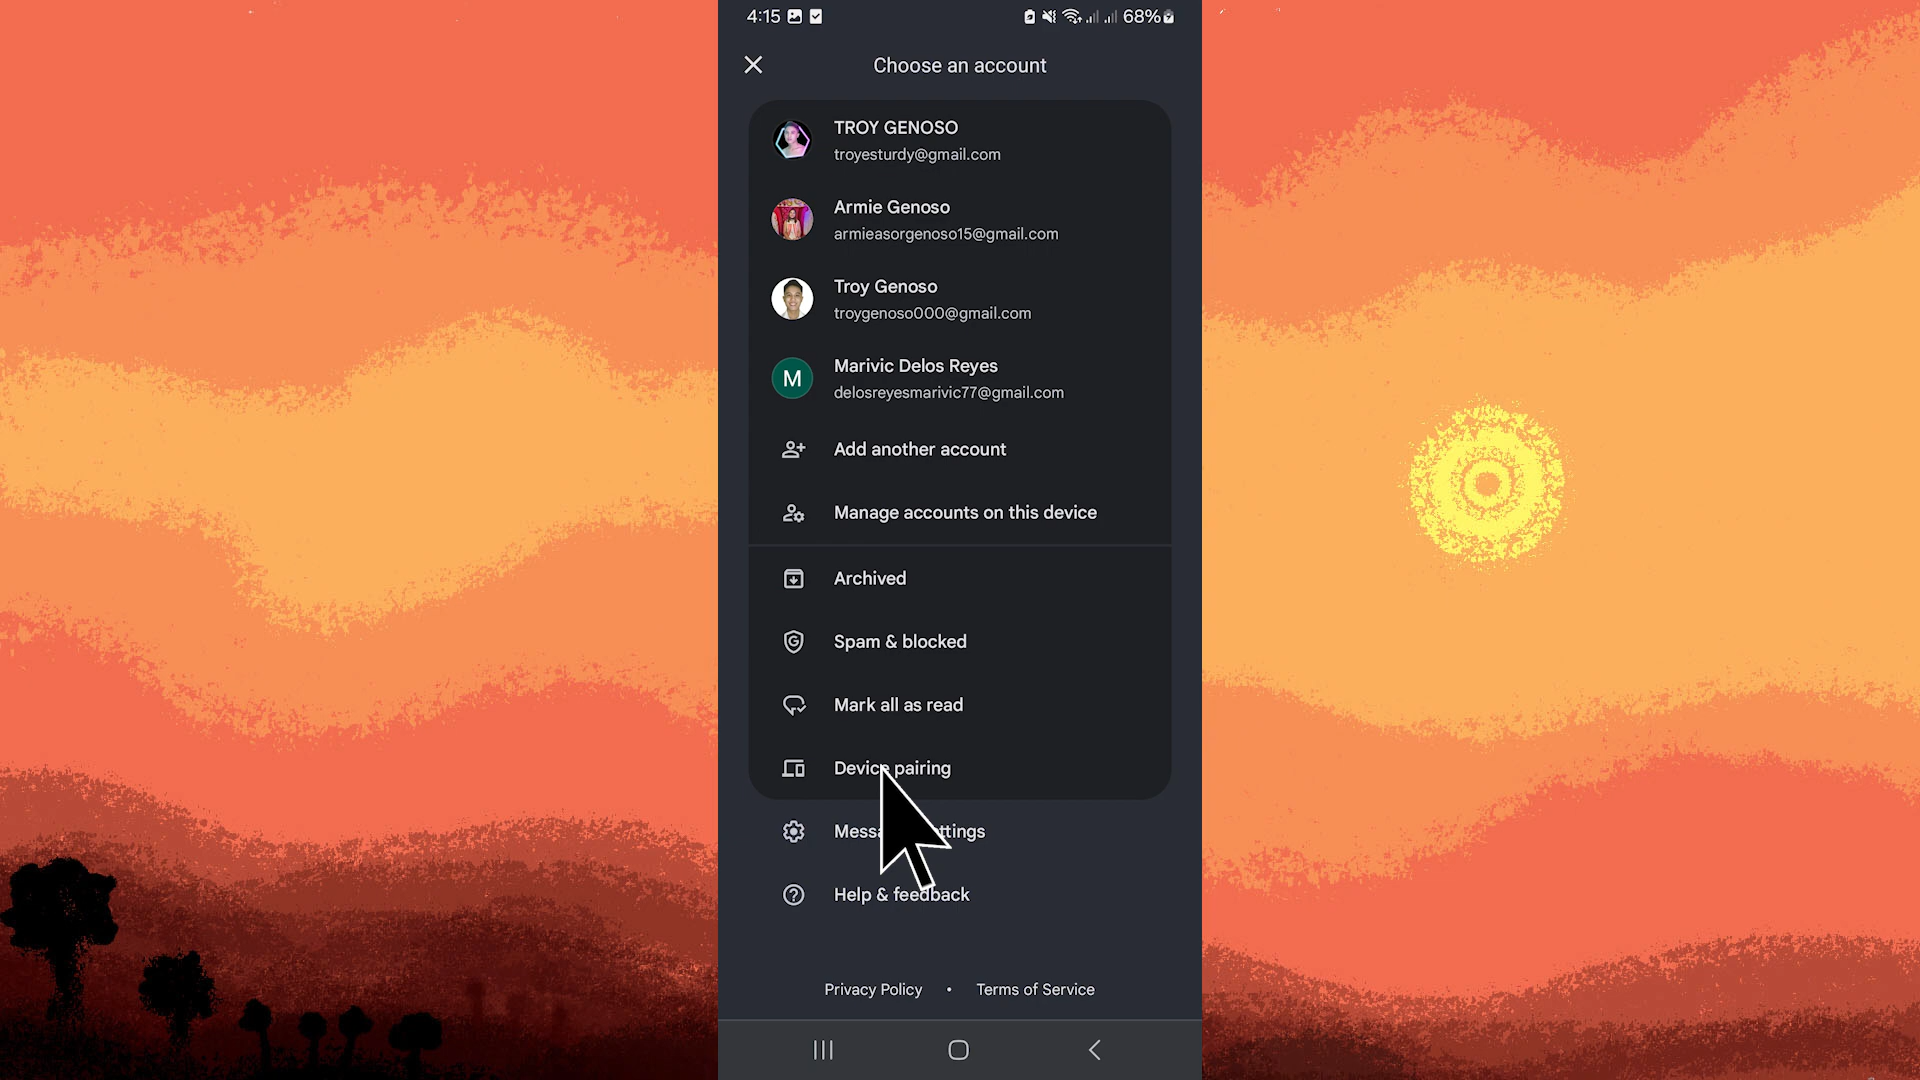 4:15 68%
Choose an account
TROY GENOSO
troyesturdy@gmail.com
Armie Genoso
armieasorgenoso15@gmail.com
Troy Genoso
troygenoso000@gmail.com
M
Marivic Delos Reyes
delosreyesmarivic77@gmail.com
Add another account
Manage accounts on this device
Archived
Spam & blocked
Mark all as read
Device pairing
Help & feedback
Privacy Policy • Terms of Service